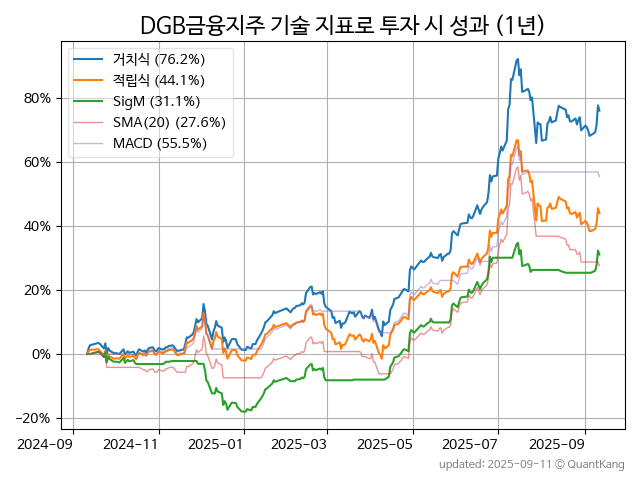 DGB금융지주 기술 지표로 투자 시 성과 (1년)
거치식 (76.2%)
적립식 (44.1%)
SigM (31.1%)
SMA(20) (27.6%)
MACD (55.5%)
80%
60%
40%
20%
0%
−20%
2024-09 2024-11 2025-01 2025-03 2025-05 2025-07 2025-09
updated: 2025-09-11 © QuantKang